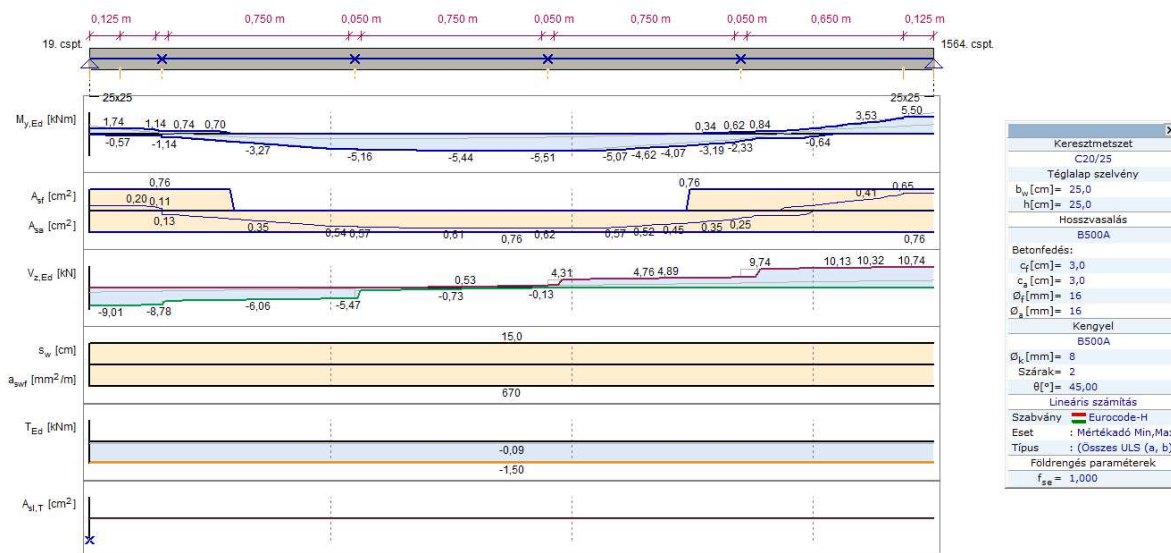 0,125 m 0,750 m 0,050 m 0,750 m 0,050 m 0,750 m 0,050 m 0,650 m 0,125 m
19. cspt. 1564. cspt.
25x25 25x25
My,Ed [kNm]
1,74 1,14 0,74 0,70 0,34 0,62 0,84 3,53 5,50
-0,57 -1,14 -3,27 -5,16 -5,44 -5,51 -5,07 -4,62 -4,07 -3,19 -2,33 -0,64
Asf [cm²]
0,76 0,76
0,20 0,11 0,41 0,65
Asa [cm²]
0,13 0,35 0,54 0,57 0,61 0,76 0,62 0,57 0,52 0,45 0,35 0,25 0,76
Vz,Ed [kN]
0,53 4,31 4,76 4,89 9,74 10,13 10,32 10,74
-9,01 -8,78 -6,06 -5,47 -0,73 -0,13
sw [cm]
15,0
aswf [mm²/m]
670
TEd [kNm]
-0,09
-1,50
Asl,T [cm²]
Keresztmetszet
C20/25
Téglalap szelvény
bw[cm]= 25,0
h[cm]= 25,0
Hosszvasalás
B500A
Betonfedés:
cf[cm]= 3,0
ca[cm]= 3,0
Øf[mm]= 16
Øa[mm]= 16
Kengyel
B500A
Øk[mm]= 8
Szárak= 2
θ[°]= 45,00
Lineáris számítás
Szabvány Eurocode-H
Eset : Mértékadó Min,Ma
Típus : (Összes ULS (a, b)
Földrengés paraméterek
fse= 1,000